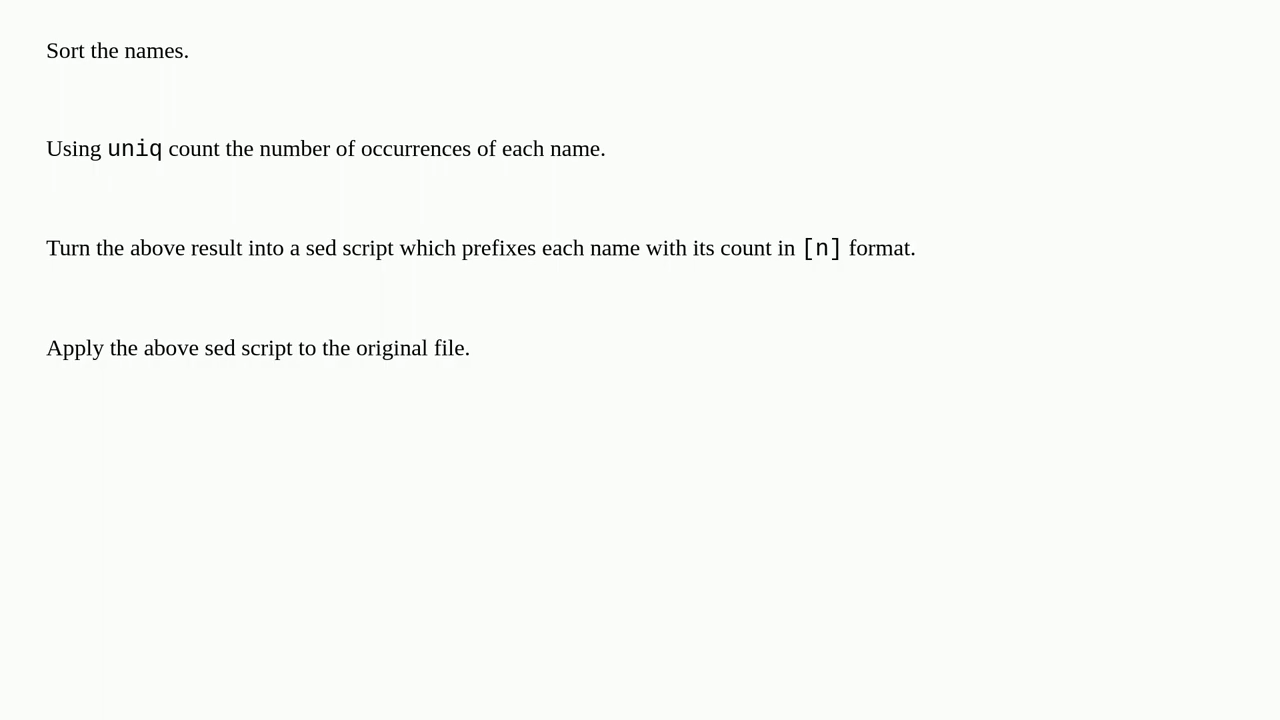 Sort the names.
Using uniq count the number of occurrences of each name.
Turn the above result into a sed script which prefixes each name with its count in [n] format.
Apply the above sed script to the original file.